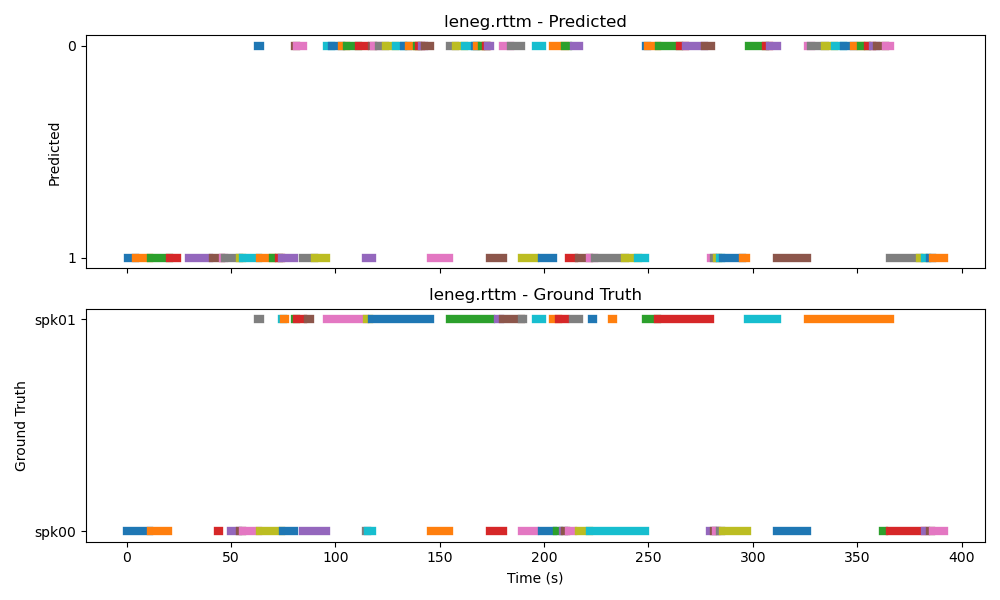 leneg.rttm - Predicted
0
Predicted
1
leneg.rttm - Ground Truth
spk01
Ground Truth
spk00
0 50 100 150 200 250 300 350 400
Time (s)